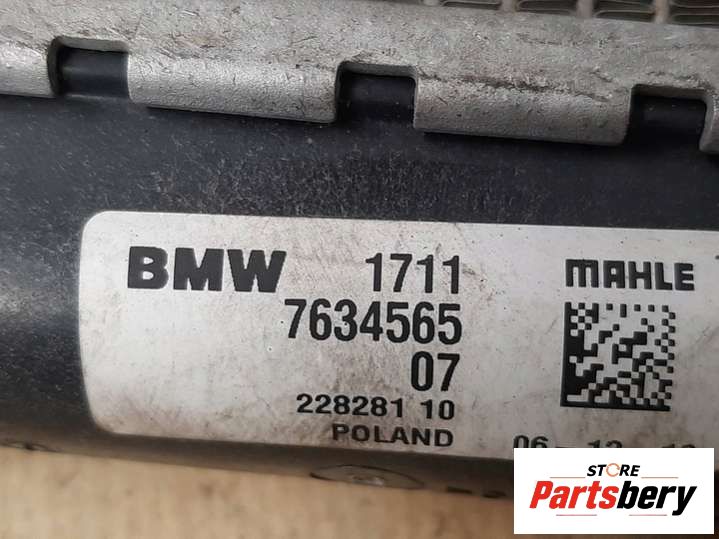 BMW 1711 MAHLE
7634565
07
228281 10
POLAND
STORE
Partsbery